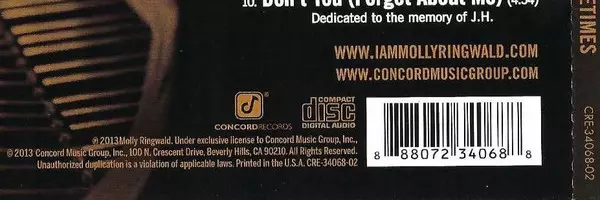 10. Don't You (Forget About Me) (4:54)
Dedicated to the memory of J.H.
WWW.IAMMOLLYRINGWALD.COM
WWW.CONCORDMUSICGROUP.COM
CONCORDRECORDS
COMPACT
disc
DIGITAL AUDIO
℗ 2013 Molly Ringwald. Under exclusive license to Concord Music Group, Inc.,
© 2013 Concord Music Group, Inc., 100 N. Crescent Drive, Beverly Hills, CA 90210. All Rights Reserved.
Unauthorized duplication is a violation of applicable laws. Printed in the U.S.A. CRE-34068-02
8 88072 34068 8
ETIMES
CRE-34068-02